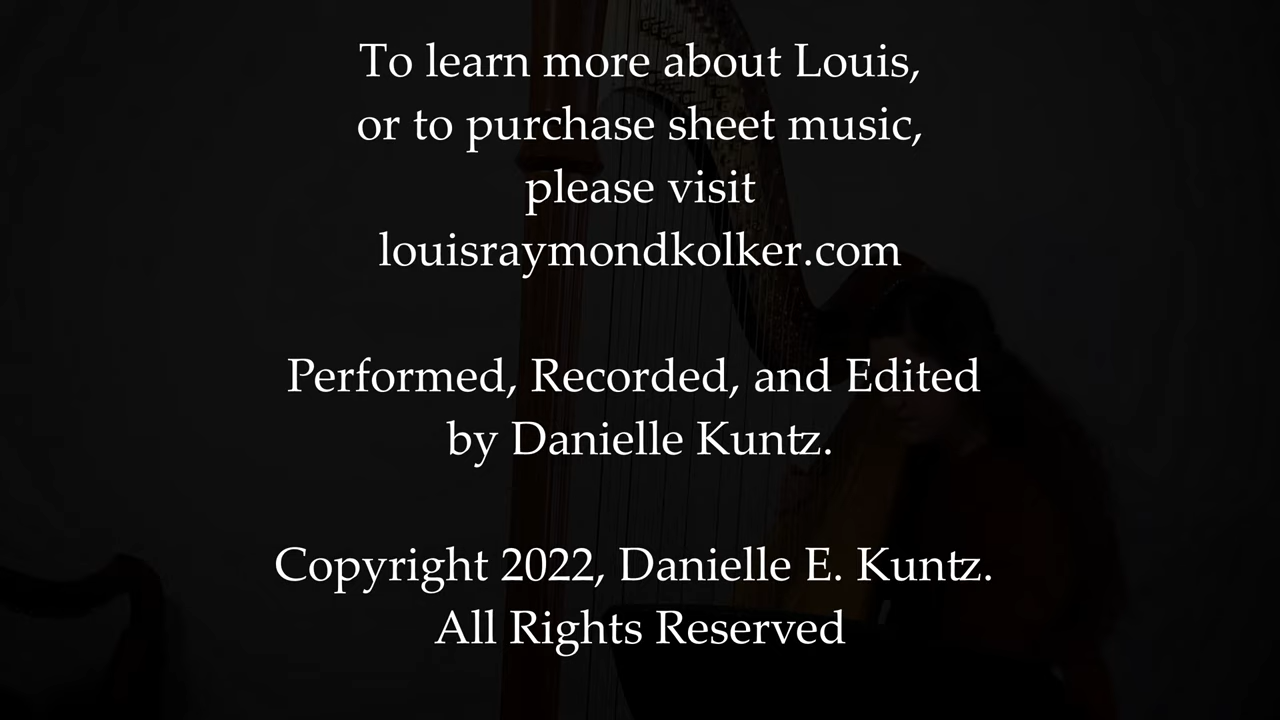 To learn more about Louis,
or to purchase sheet music,
please visit
louisraymondkolker.com
Performed, Recorded, and Edited
by Danielle Kuntz.
Copyright 2022, Danielle E. Kuntz.
All Rights Reserved